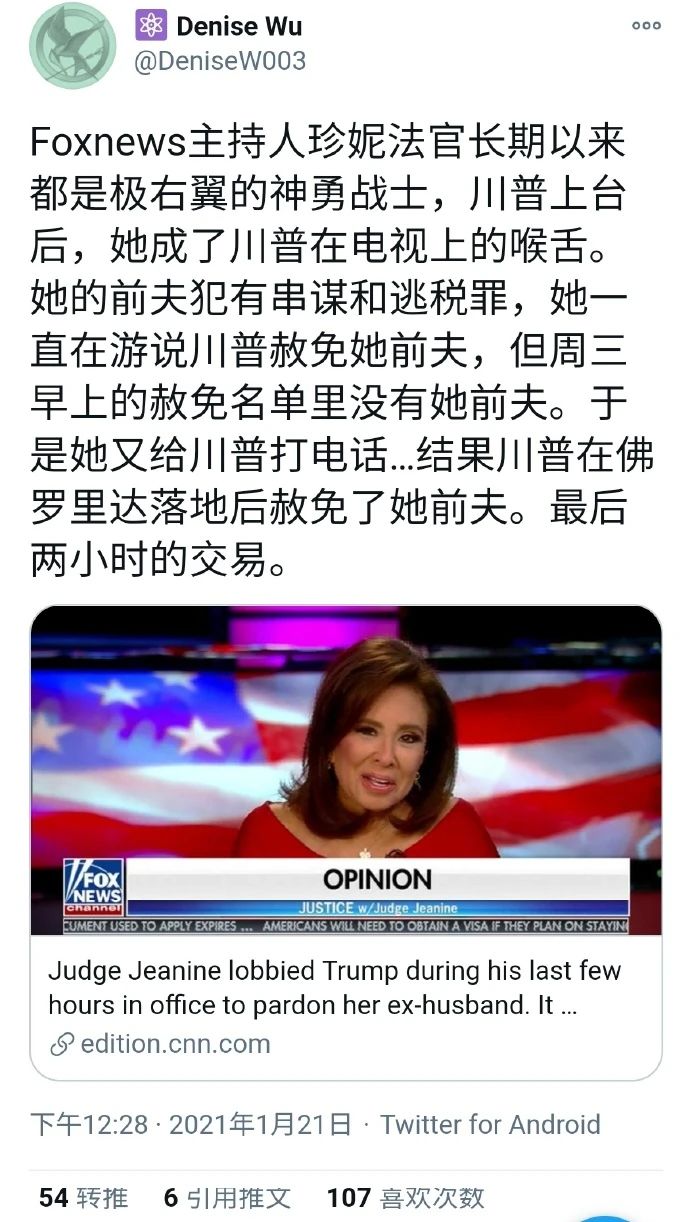 Denise Wu
@DeniseW003
Foxnews主持人珍妮法官长期以来
都是极右翼的神勇战士，川普上台
后，她成了川普在电视上的喉舌。
她的前夫犯有串谋和逃税罪，她一
直在游说川普赦免她前夫，但周三
早上的赦免名单里没有她前夫。于
是她又给川普打电话...结果川普在佛
罗里达落地后赦免了她前夫。最后
两小时的交易。
FOX
NEWS
channel
OPINION
JUSTICE w/Judge Jeanine
CUMENT USED TO APPLY EXPIRES ... AMERICANS WILL NEED TO OBTAIN A VISA IF THEY PLAN ON STAYIN
Judge Jeanine lobbied Trump during his last few
hours in office to pardon her ex-husband. It ...
edition.cnn.com
下午12:28 · 2021年1月21日 · Twitter for Android
54 转推 6 引用推文 107 喜欢次数